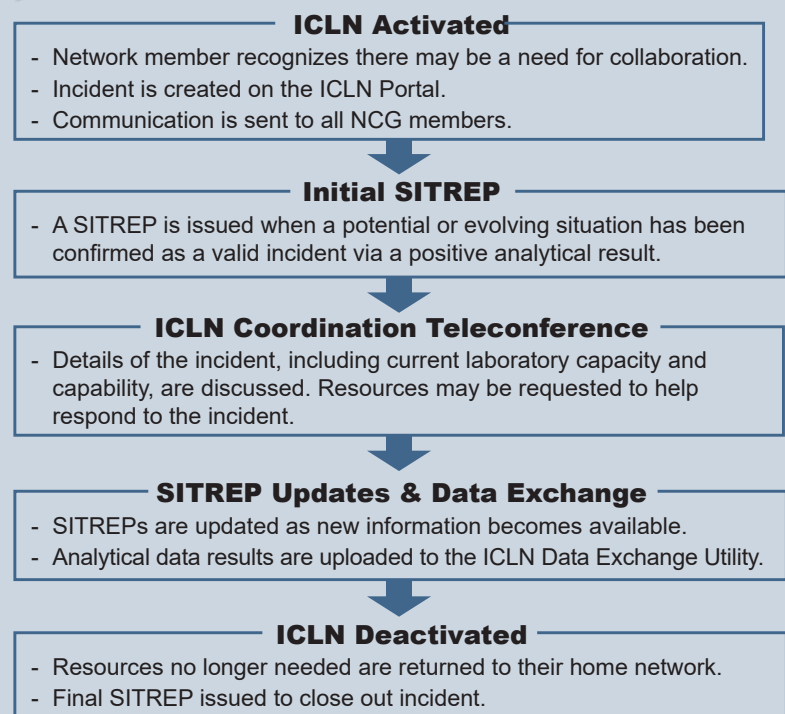 ICLN Activated
- Network member recognizes there may be a need for collaboration.
- Incident is created on the ICLN Portal.
- Communication is sent to all NCG members.
Initial SITREP
- A SITREP is issued when a potential or evolving situation has been
confirmed as a valid incident via a positive analytical result.
ICLN Coordination Teleconference
- Details of the incident, including current laboratory capacity and
capability, are discussed. Resources may be requested to help
respond to the incident.
SITREP Updates & Data Exchange
- SITREPs are updated as new information becomes available.
- Analytical data results are uploaded to the ICLN Data Exchange Utility.
ICLN Deactivated
- Resources no longer needed are returned to their home network.
- Final SITREP issued to close out incident.